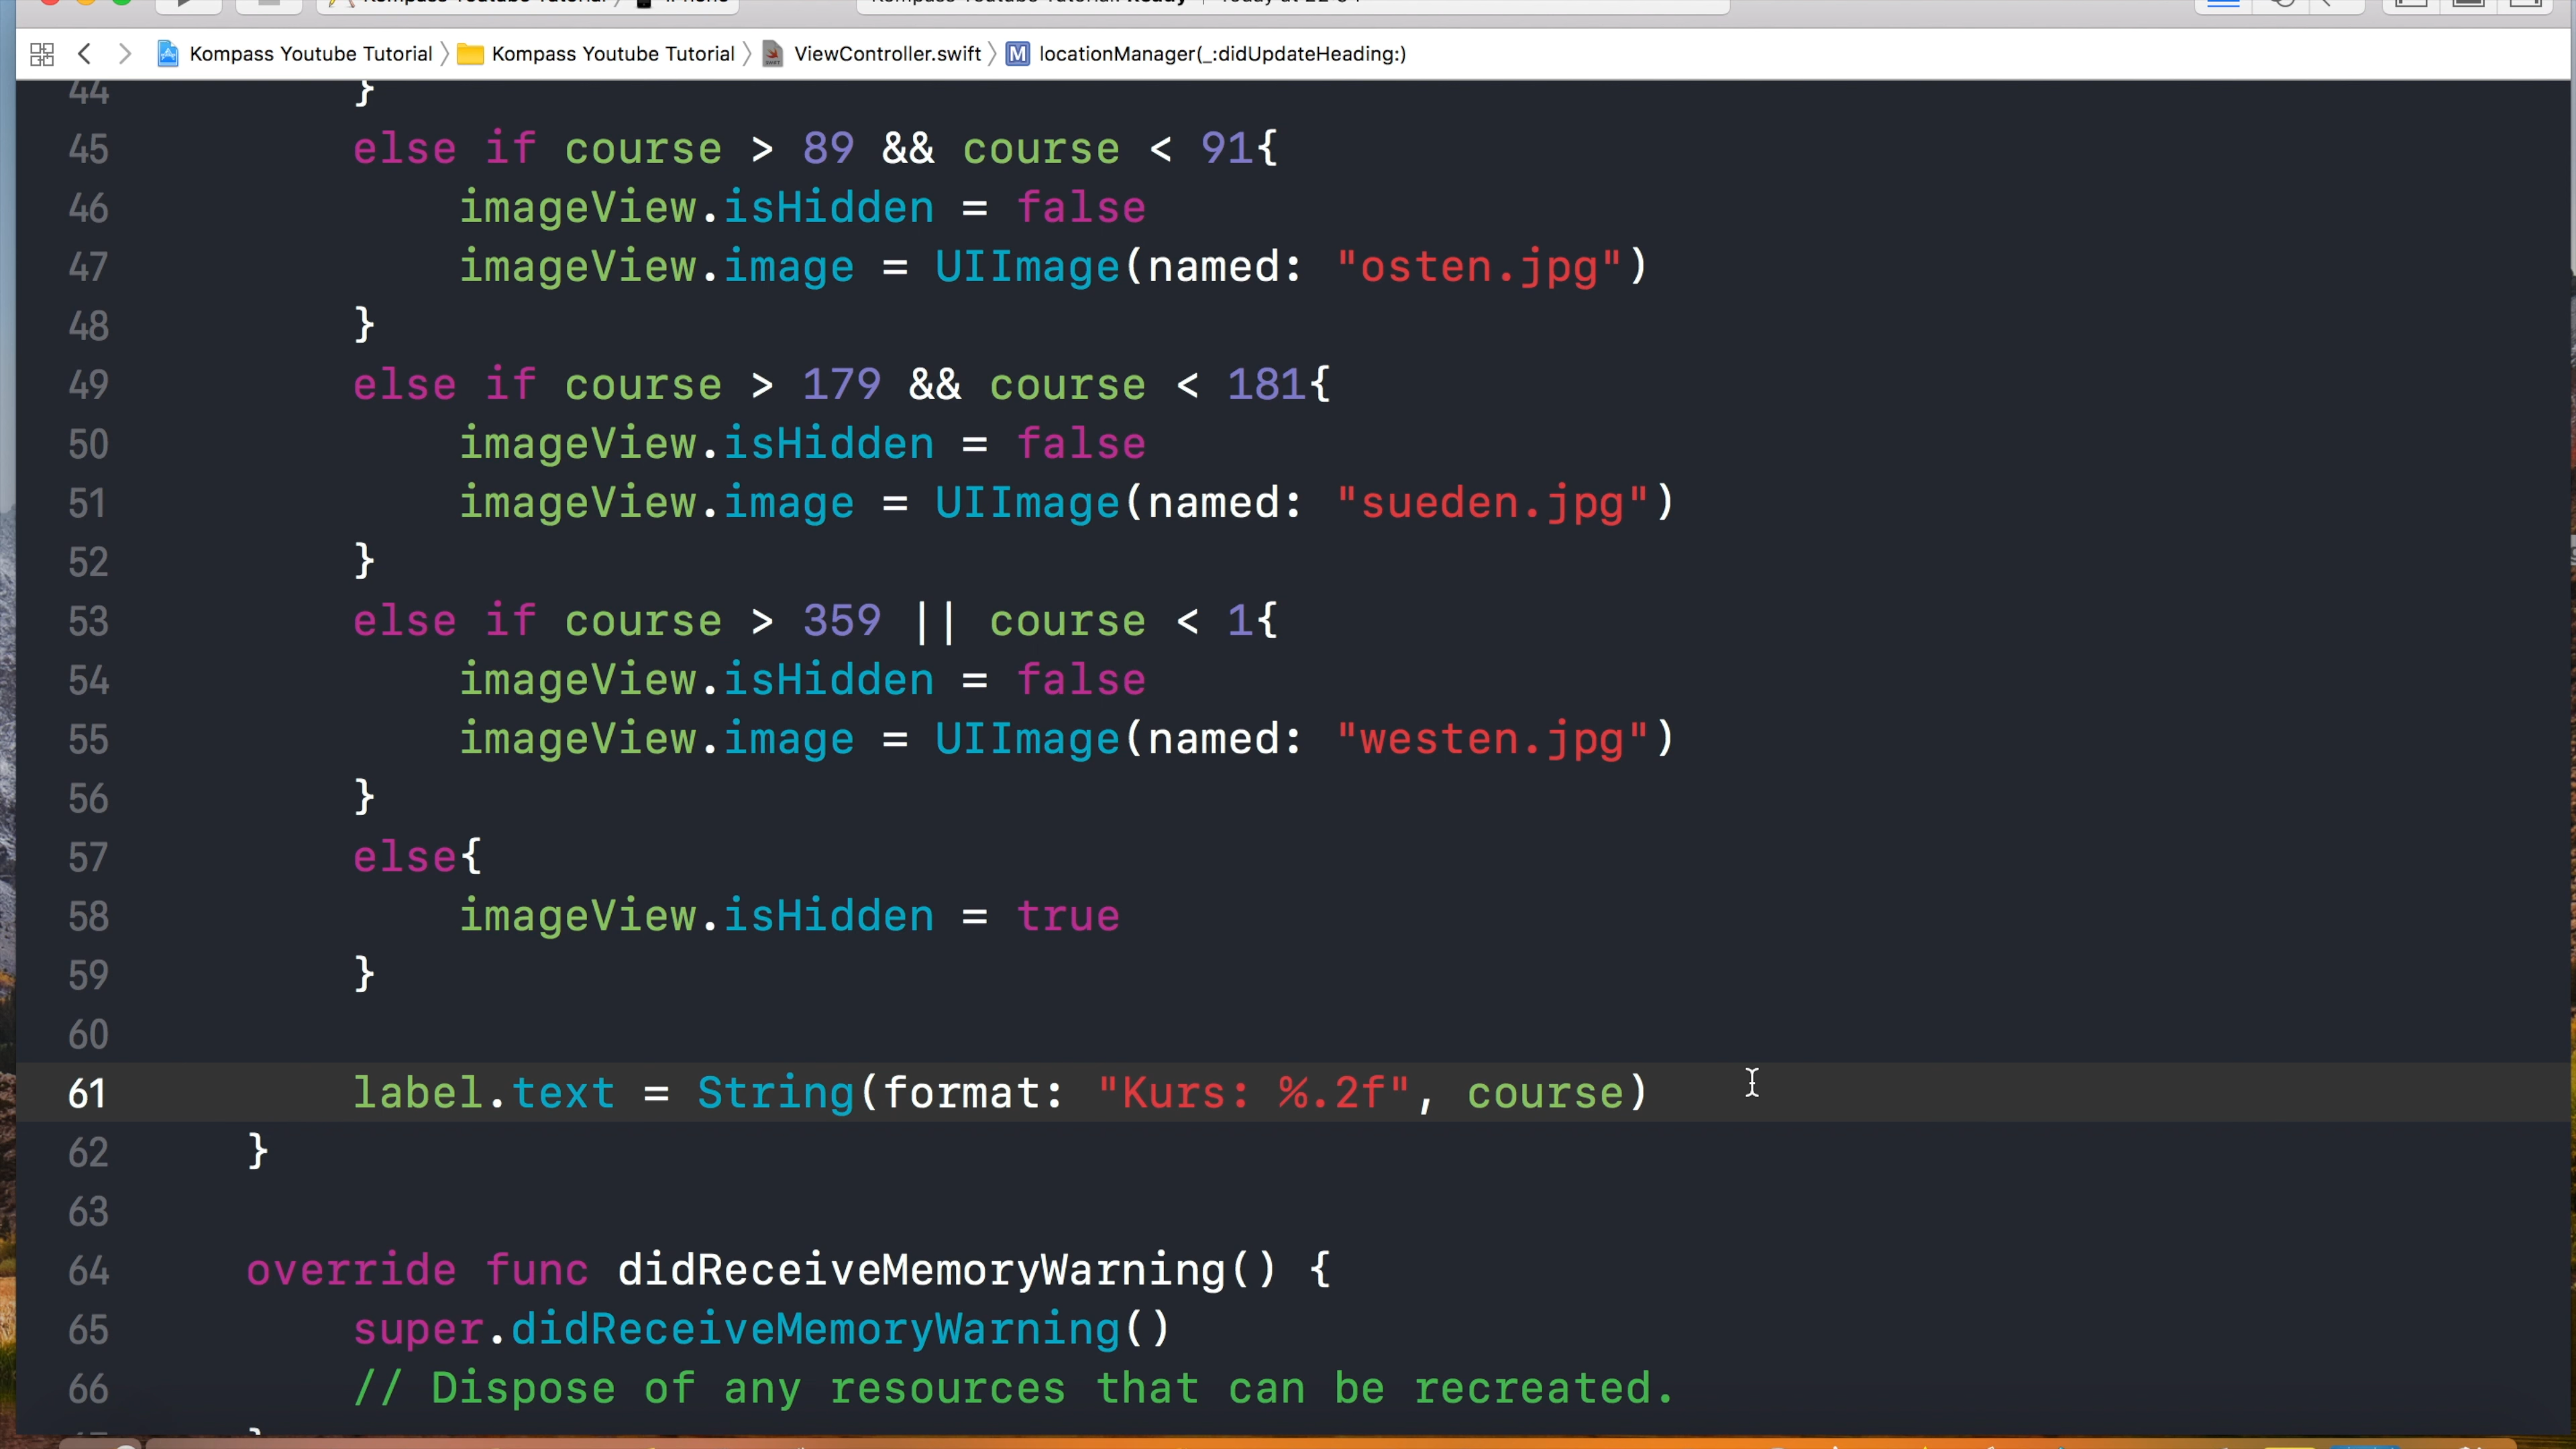 Kompass Youtube Tutorial Kompass Youtube Tutorial ViewController.swift M locationManager(_:didUpdateHeading:)
44 }
45 else if course > 89 && course < 91{
46 imageView.isHidden = false
47 imageView.image = UIImage(named: "osten.jpg")
48 }
49 else if course > 179 && course < 181{
50 imageView.isHidden = false
51 imageView.image = UIImage(named: "sueden.jpg")
52 }
53 else if course > 359 || course < 1{
54 imageView.isHidden = false
55 imageView.image = UIImage(named: "westen.jpg")
56 }
57 else{
58 imageView.isHidden = true
59 }
60
61 label.text = String(format: "Kurs: %.2f", course)
62 }
63
64 override func didReceiveMemoryWarning() {
65 super.didReceiveMemoryWarning()
66 // Dispose of any resources that can be recreated.